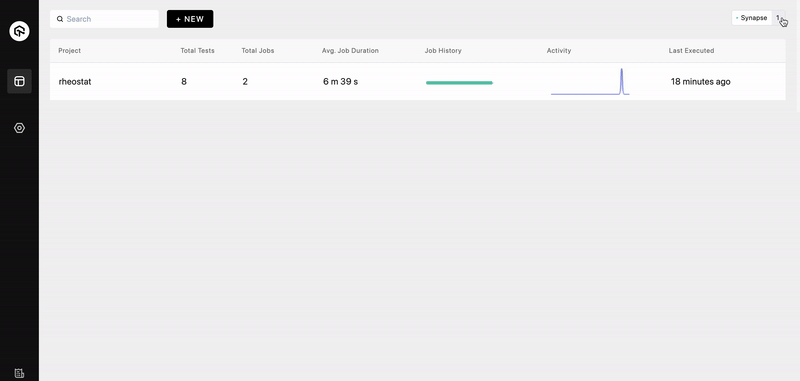 Search
+ NEW
Synapse
1
Project
Total Tests
Total Jobs
Avg. Job Duration
Job History
Activity
Last Executed
rheostat
8
2
6 m 39 s
18 minutes ago